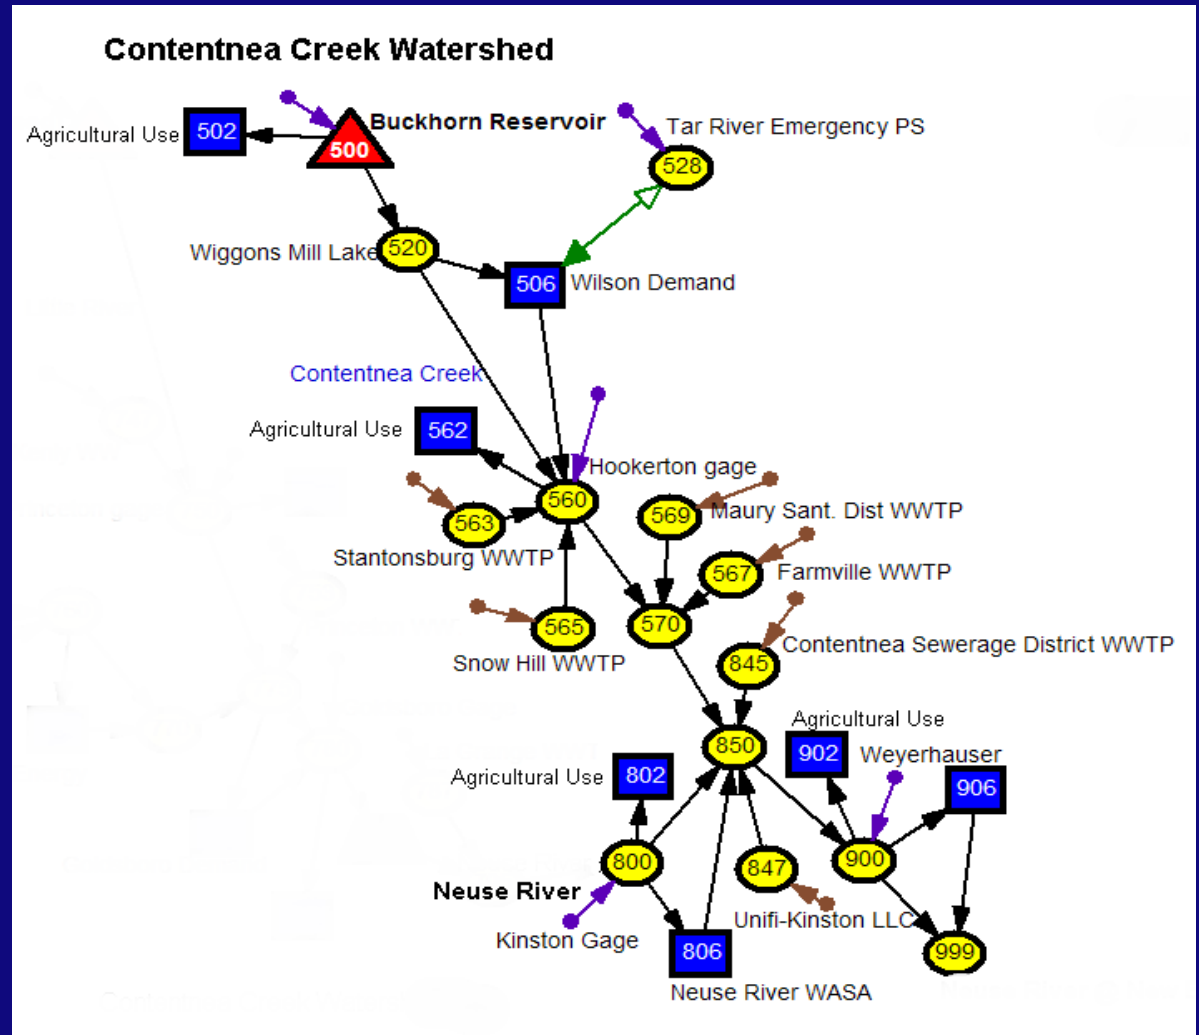 Contentnea Creek Watershed
Agricultural Use
502
500
Buckhorn Reservoir
Tar River Emergency PS
528
Wiggons Mill Lake
520
506
Wilson Demand
Contentnea Creek
Agricultural Use
562
Hookerton gage
560
563
569
Maury Sant. Dist WWTP
Stantonsburg WWTP
567
Farmville WWTP
565
570
Snow Hill WWTP
845
Contentnea Sewerage District WWTP
Agricultural Use
850
902
Weyerhauser
Agricultural Use
802
906
800
847
900
Neuse River
Unifi-Kinston LLC
Kinston Gage
806
999
Neuse River WASA